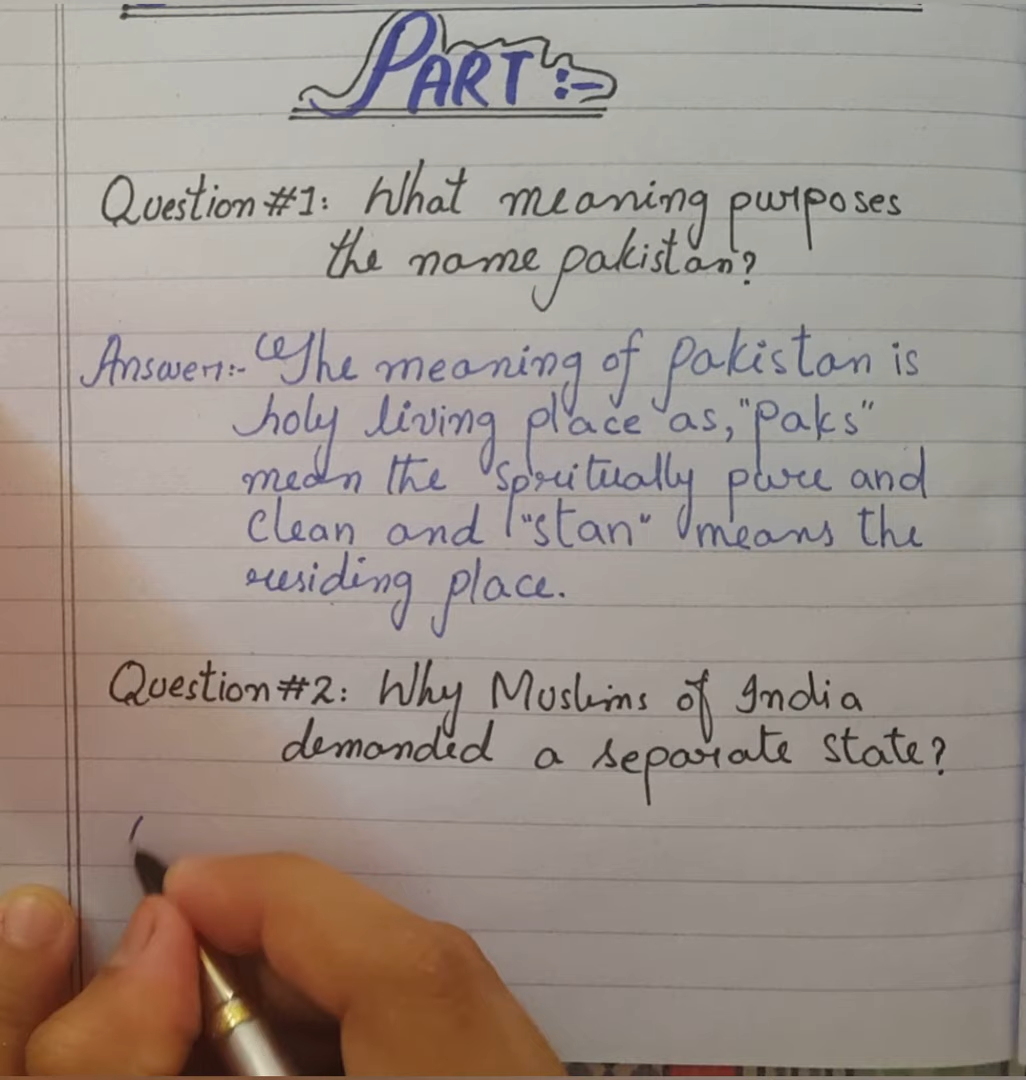 PART:-
Question #1: What meaning purposes
the name pakistan?
Answer:- "The meaning of pakistan is
holy living place as, "Paks"
mean the spritually pure and
clean and "stan" means the
residing place.
Question #2: Why Muslims of India
demanded a separate state?